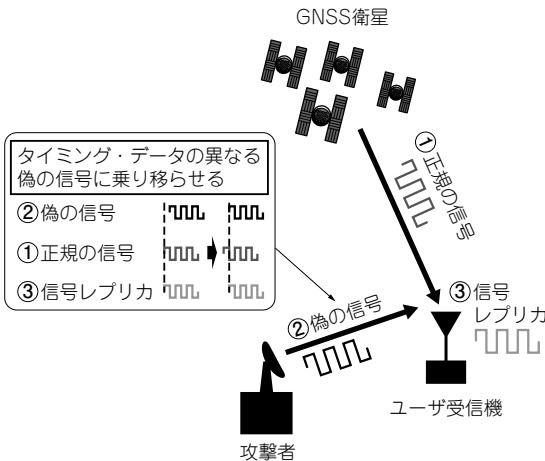 GNSS衛星
タイミング・データの異なる
偽の信号に乗り移らせる
②偽の信号
①正規の信号
③信号レプリカ
①正規の信号
②偽の信号
③信号
レプリカ
ユーザ受信機
攻撃者